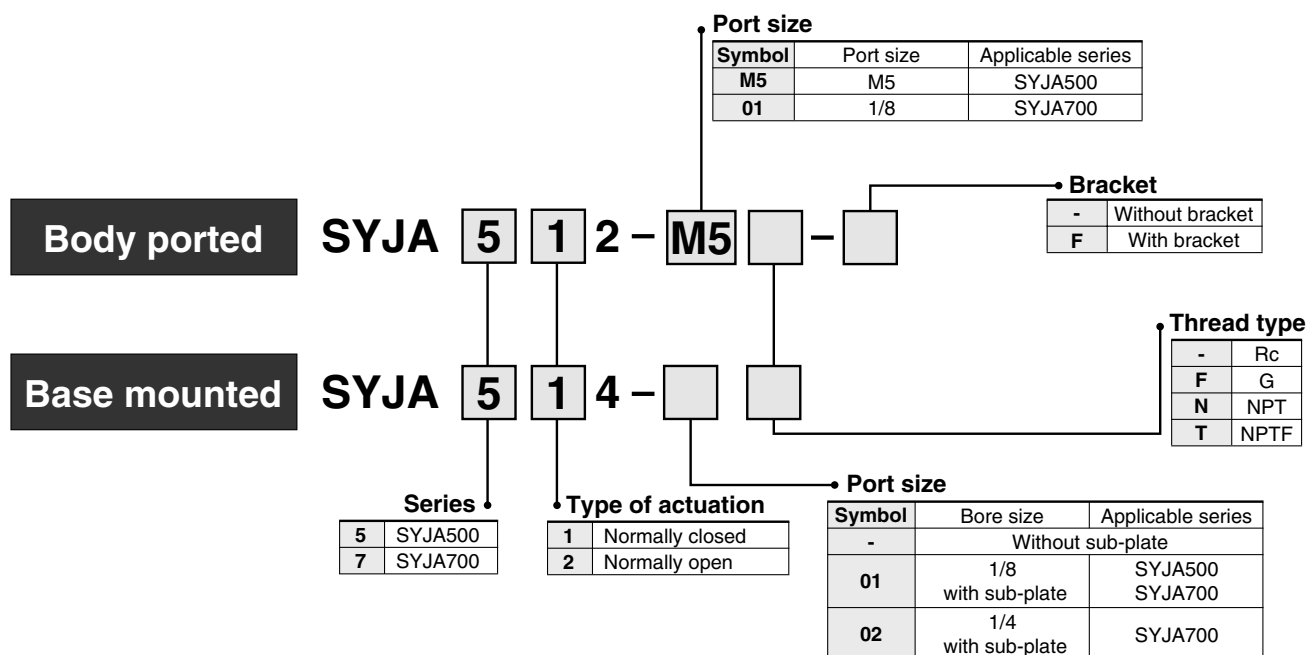 Port size
Symbol Port size Applicable series
M5 M5 SYJA500
01 1/8 SYJA700
Bracket
- Without bracket
F With bracket
Body ported SYJA 5 1 2 – M5 –
Thread type
- Rc
F G
N NPT
T NPTF
Base mounted SYJA 5 1 4 –
Series
5 SYJA500
7 SYJA700
Type of actuation
1 Normally closed
2 Normally open
Port size
Symbol Bore size Applicable series
- Without sub-plate
01 1/8 with sub-plate SYJA500 SYJA700
02 1/4 with sub-plate SYJA700